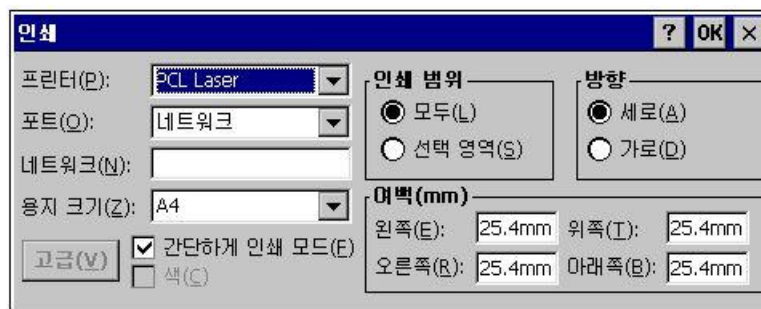 인쇄 ? OK ×
프린터(P): PCL Laser
포트(O): 네트워크
네트워크(N):
용지 크기(Z): A4
고급(V)
간단하게 인쇄 모드(F)
색(C)
인쇄 범위
모두(L)
선택 영역(S)
방향
세로(A)
가로(D)
여백(mm)
왼쪽(E): 25.4mm 위쪽(T): 25.4mm
오른쪽(R): 25.4mm 아래쪽(B): 25.4mm